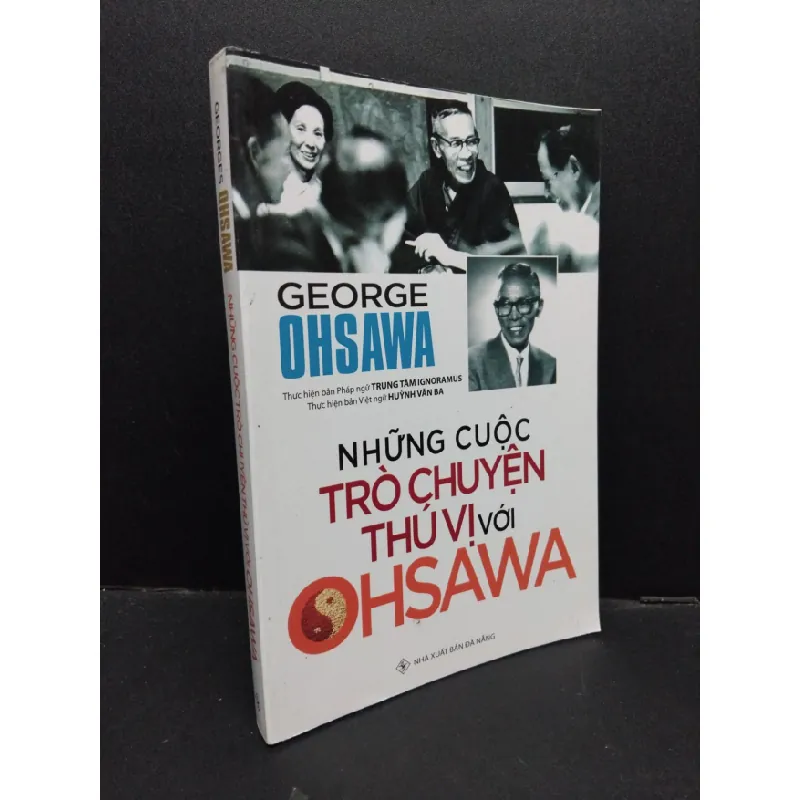 GEORGE
OHSAWA
Thực hiện bản Pháp ngữ TRUNG TÂM IGNORAMUS
Thực hiện bản Việt ngữ HUỲNH VĂN BA
NHỮNG CUỘC
TRÒ CHUYỆN
THÚ VỊ VỚI
OHSAWA
NHÀ XUẤT BẢN ĐÀ NẴNG
GEORGES OHSAWA NHỮNG CUỘC TRÒ CHUYỆN THÚ VỊ VỚI OHSAWA